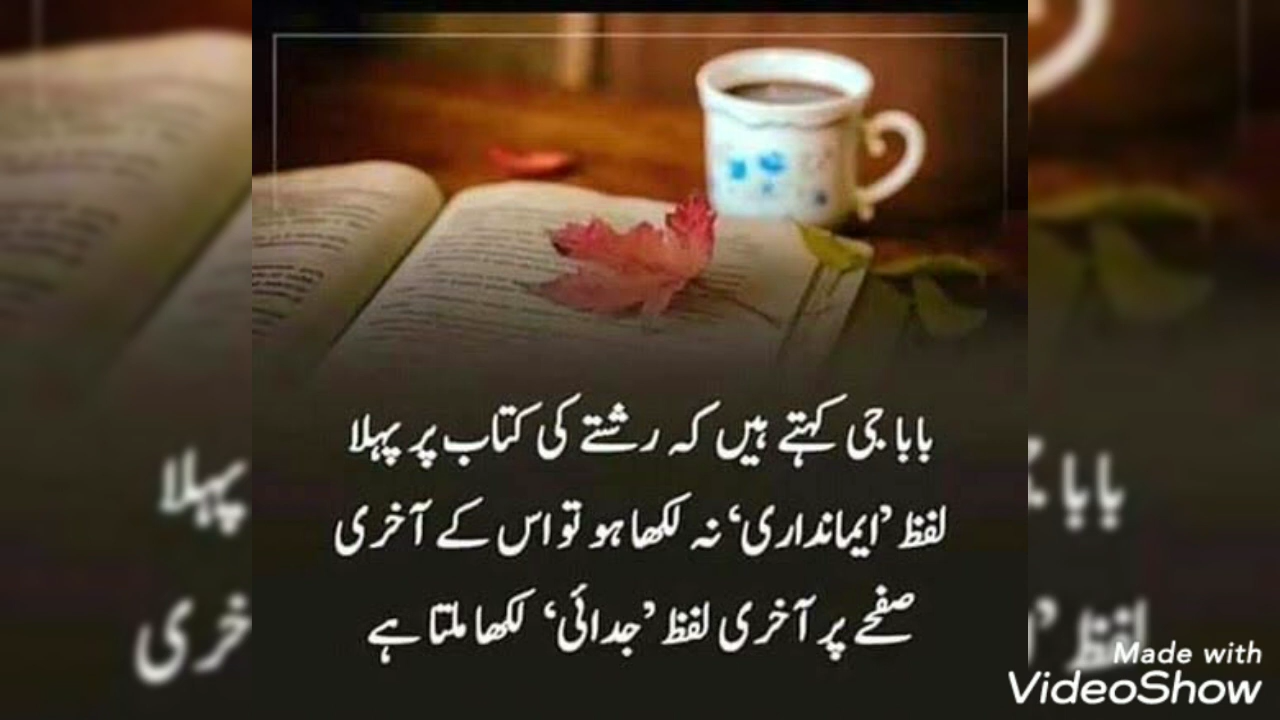 بابا جی کہتے ہیں کہ رشتے کی کتاب پر پہلا
لفظ ’ایمانداری‘ نہ لکھا ہو تو اس کے آخری
صفحے پر آخری لفظ ’جدائی‘ لکھا ملتا ہے
Made with
VideoShow